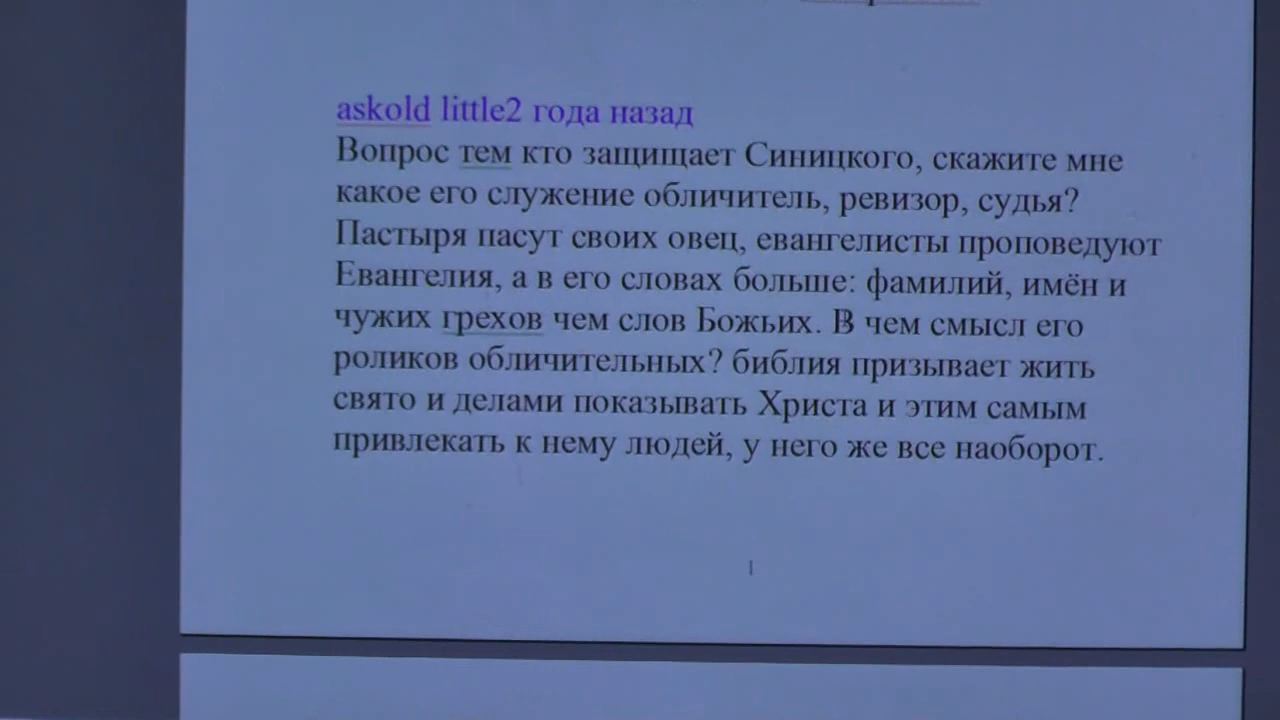 askold little2 года назад
Вопрос тем кто защищает Синицкого, скажите мне
какое его служение обличитель, ревизор, судья?
Пастыря пасут своих овец, евангелисты проповедуют
Евангелия, а в его словах больше: фамилий, имён и
чужих грехов чем слов Божьих. В чем смысл его
роликов обличительных? библия призывает жить
свято и делами показывать Христа и этим самым
привлекать к нему людей, у него же все наоборот.